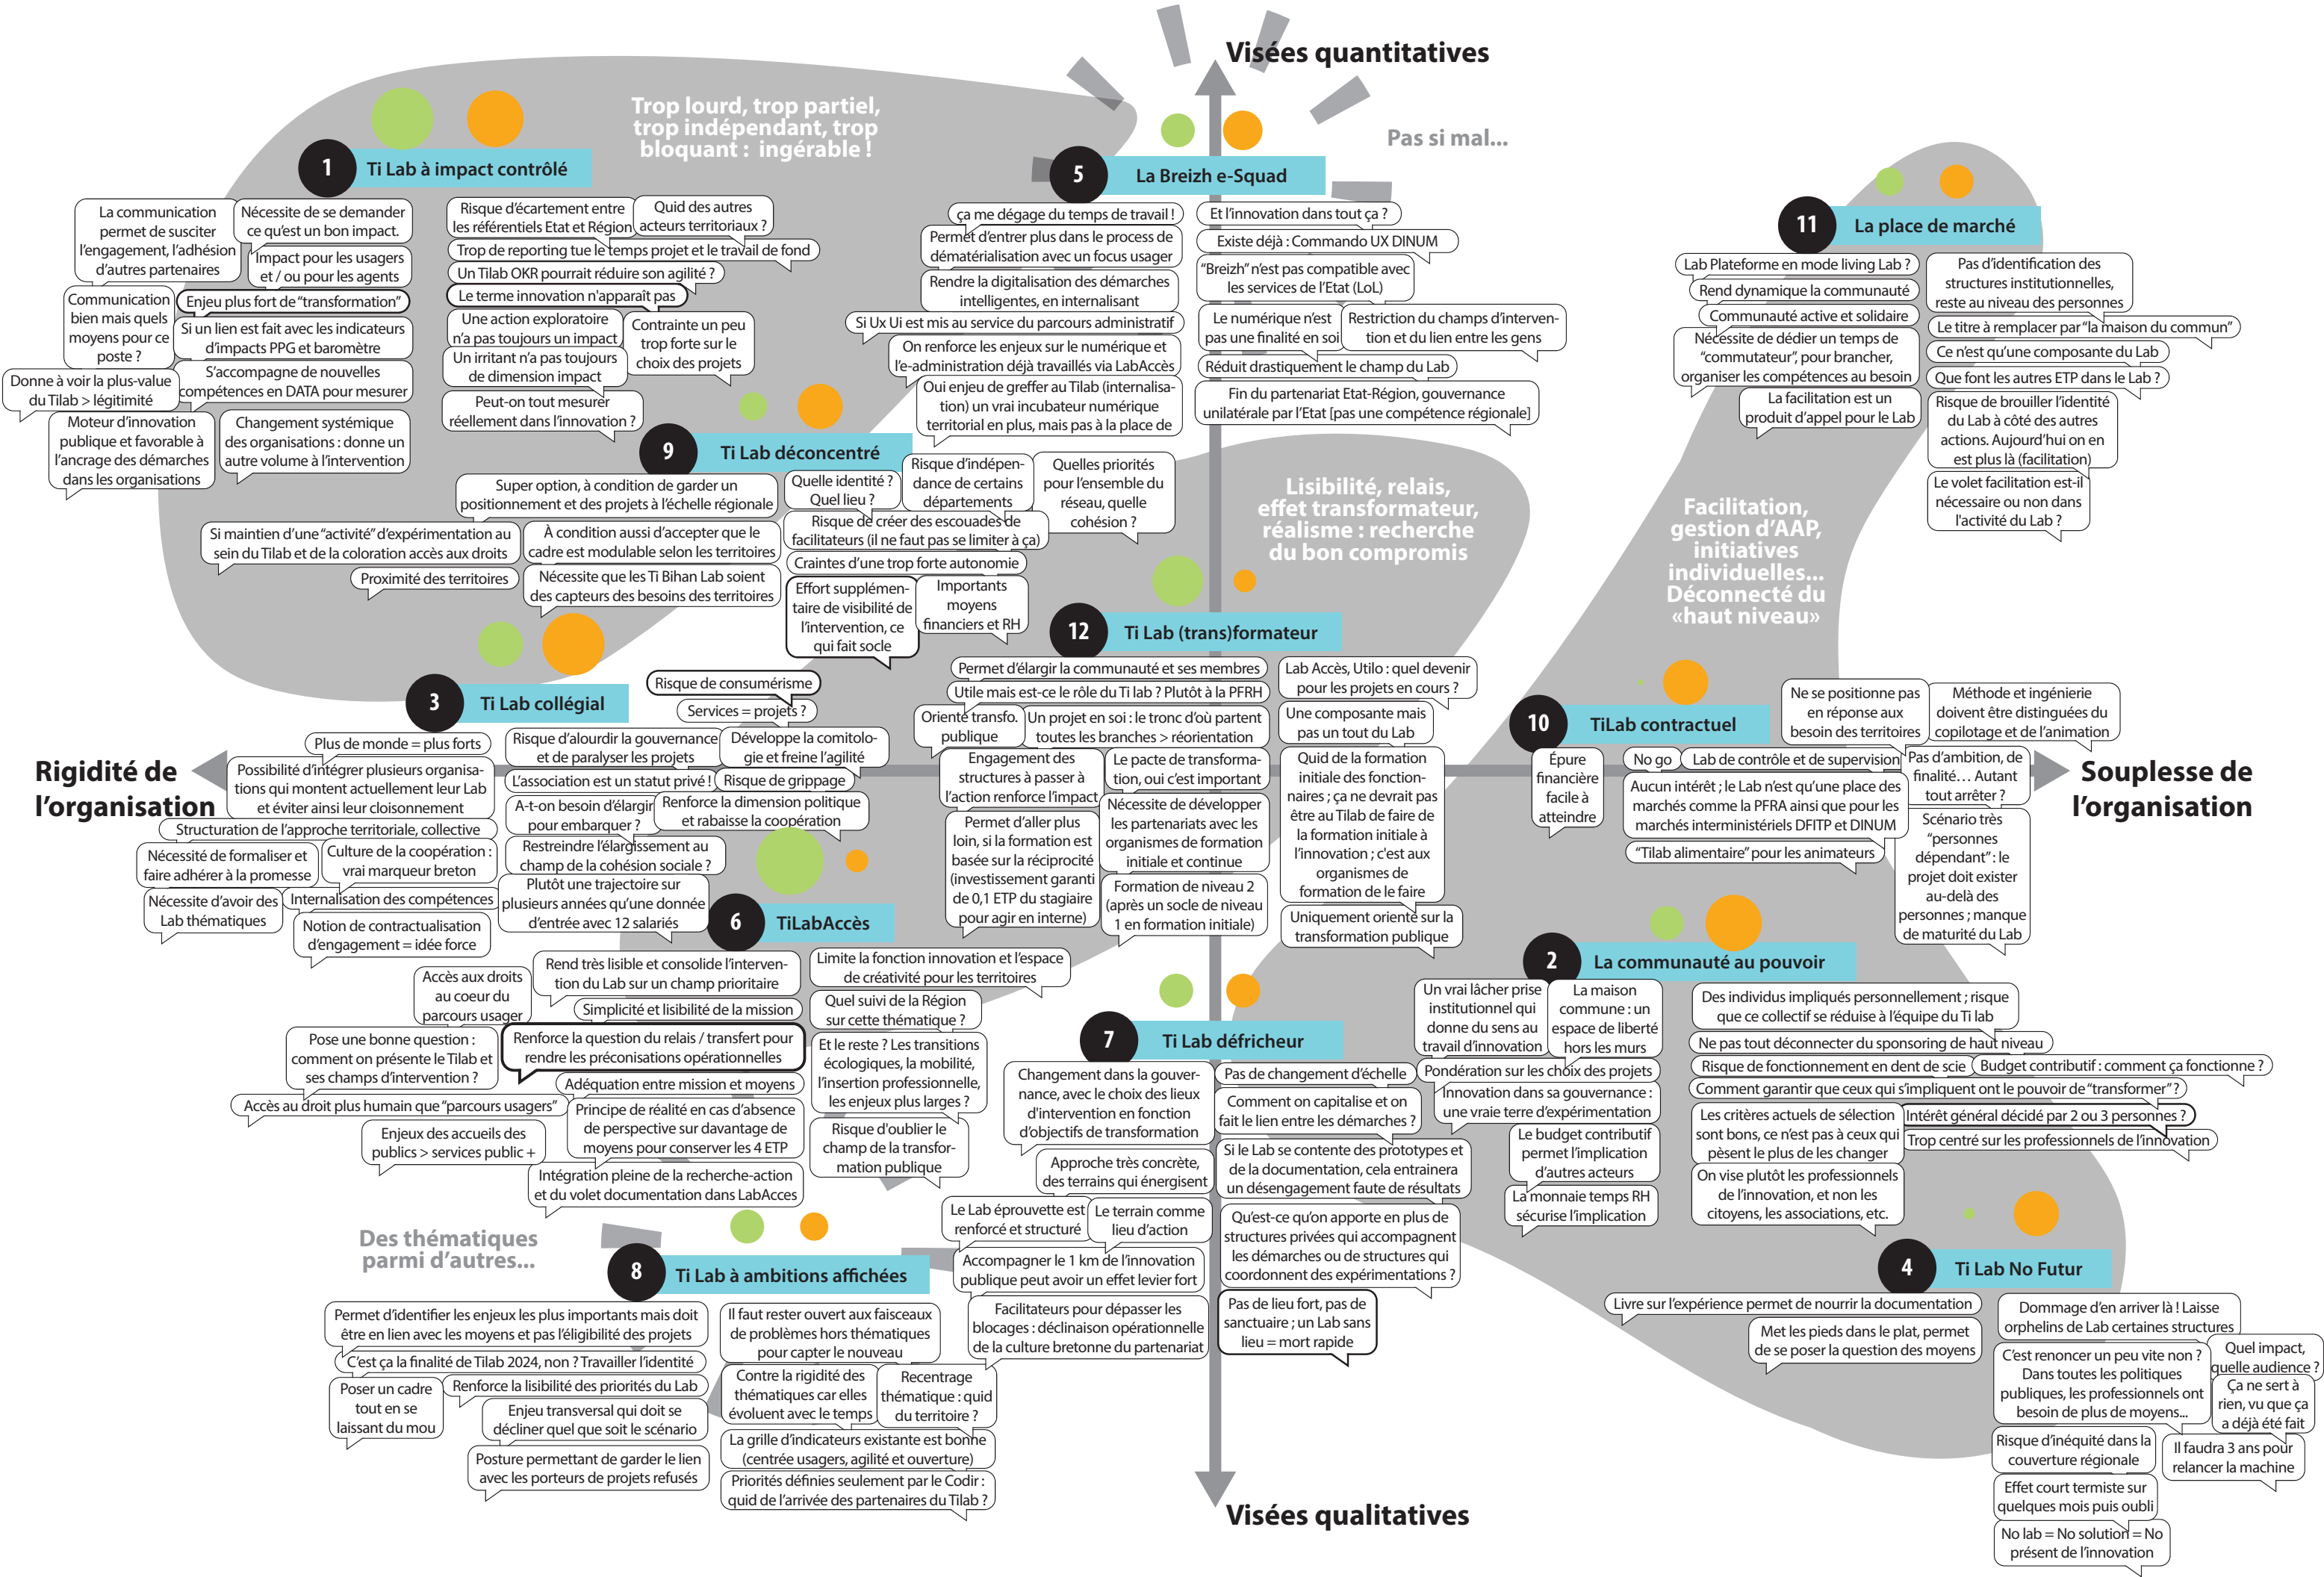 Visées quantitatives
Trop lourd, trop partiel,
trop indépendant, trop
bloquant : ingérable !
Pas si mal...
1
Ti Lab à impact contrôlé
La communication
permet de susciter
l'engagement, l'adhésion
d'autres partenaires
Nécessite de se demander
ce qu'est un bon impact.
Impact pour les usagers
et / ou pour les agents
Communication
bien mais quels
moyens pour ce
poste ?
Enjeu plus fort de “transformation”
Si un lien est fait avec les indicateurs
d'impacts PPG et baromètre
Donne à voir la plus-value
du Tilab > légitimité
S'accompagne de nouvelles
compétences en DATA pour mesurer
Moteur d'innovation
publique et favorable à
l'ancrage des démarches
dans les organisations
Changement systémique
des organisations : donne un
autre volume à l'intervention
Risque d'écartement entre
les référentiels Etat et Région
Quid des autres
acteurs territoriaux ?
Trop de reporting tue le temps projet et le travail de fond
Un Tilab OKR pourrait réduire son agilité ?
Le terme innovation n'apparaît pas
Une action exploratoire
n'a pas toujours un impact
Contrainte un peu
trop forte sur le
choix des projets
Un irritant n'a pas toujours
de dimension impact
Peut-on tout mesurer
réellement dans l'innovation ?
5
La Breizh e-Squad
ça me dégage du temps de travail !
Permet d'entrer plus dans le process de
dématérialisation avec un focus usager
Rendre la digitalisation des démarches
intelligentes, en internalisant
Si Ux Ui est mis au service du parcours administratif
On renforce les enjeux sur le numérique et
l'e-administration déjà travaillés via LabAccès
Oui enjeu de greffer au Tilab (internalisa-
tion) un vrai incubateur numérique
territorial en plus, mais pas à la place de
Et l'innovation dans tout ça ?
Existe déjà : Commando UX DINUM
“Breizh” n'est pas compatible avec
les services de l'Etat (LoL)
Le numérique n'est
pas une finalité en soi
Restriction du champs d'interven-
tion et du lien entre les gens
Réduit drastiquement le champ du Lab
Fin du partenariat Etat-Région, gouvernance
unilatérale par l'Etat [pas une compétence régionale]
11
La place de marché
Lab Plateforme en mode living Lab ?
Rend dynamique la communauté
Communauté active et solidaire
Nécessite de dédier un temps de
“commutateur”, pour brancher,
organiser les compétences au besoin
La facilitation est un
produit d'appel pour le Lab
Pas d'identification des
structures institutionnelles,
reste au niveau des personnes
Le titre à remplacer par “la maison du commun”
Ce n'est qu'une composante du Lab
Que font les autres ETP dans le Lab ?
Risque de brouiller l'identité
du Lab à côté des autres
actions. Aujourd'hui on en
est plus là (facilitation)
Le volet facilitation est-il
nécessaire ou non dans
l'activité du Lab ?
9
Ti Lab déconcentré
Super option, à condition de garder un
positionnement et des projets à l'échelle régionale
Si maintien d'une “activité” d'expérimentation au
sein du Tilab et de la coloration accès aux droits
À condition aussi d'accepter que le
cadre est modulable selon les territoires
Proximité des territoires
Nécessite que les Ti Bihan Lab soient
des capteurs des besoins des territoires
Quelle identité ?
Quel lieu ?
Risque d'indépen-
dance de certains
départements
Quelles priorités
pour l'ensemble du
réseau, quelle
cohésion ?
Risque de créer des escouades de
facilitateurs (il ne faut pas se limiter à ça)
Craintes d'une trop forte autonomie
Effort supplémen-
taire de visibilité de
l'intervention, ce
qui fait socle
Importants
moyens
financiers et RH
Lisibilité, relais,
effet transformateur,
réalisme : recherche
du bon compromis
Facilitation,
gestion d'AAP,
initiatives
individuelles...
Déconnecté du
«haut niveau»
12
Ti Lab (trans)formateur
Permet d'élargir la communauté et ses membres
Utile mais est-ce le rôle du Ti lab ? Plutôt à la PFRH
Orienté transfo.
publique
Un projet en soi : le tronc d'où partent
toutes les branches > réorientation
Engagement des
structures à passer à
l'action renforce l'impact
Le pacte de transforma-
tion, oui c'est important
Permet d'aller plus
loin, si la formation est
basée sur la réciprocité
(investissement garanti
de 0,1 ETP du stagiaire
pour agir en interne)
Nécessite de développer
les partenariats avec les
organismes de formation
initiale et continue
Formation de niveau 2
(après un socle de niveau
1 en formation initiale)
Lab Accès, Utilo : quel devenir
pour les projets en cours ?
Une composante mais
pas un tout du Lab
Quid de la formation
initiale des fonction-
naires ; ça ne devrait pas
être au Tilab de faire de
la formation initiale à
l'innovation ; c'est aux
organismes de
formation de le faire
Uniquement orienté sur la
transformation publique
3
Ti Lab collégial
Plus de monde = plus forts
Possibilité d'intégrer plusieurs organisa-
tions qui montent actuellement leur Lab
et éviter ainsi leur cloisonnement
Structuration de l'approche territoriale, collective
Nécessité de formaliser et
faire adhérer à la promesse
Culture de la coopération :
vrai marqueur breton
Nécessite d'avoir des
Lab thématiques
Internalisation des compétences
Notion de contractualisation
d'engagement = idée force
Risque de consumérisme
Services = projets ?
Risque d'alourdir la gouvernance
et de paralyser les projets
Développe la comitolo-
gie et freine l'agilité
L'association est un statut privé !
Risque de grippage
A-t-on besoin d'élargir
pour embarquer ?
Renforce la dimension politique
et rabaisse la coopération
Restreindre l'élargissement au
champ de la cohésion sociale ?
Plutôt une trajectoire sur
plusieurs années qu'une donnée
d'entrée avec 12 salariés
Rigidité de
l'organisation
Souplesse de
l'organisation
10
TiLab contractuel
Épure
financière
facile à
atteindre
Ne se positionne pas
en réponse aux
besoin des territoires
Méthode et ingénierie
doivent être distinguées du
copilotage et de l'animation
No go
Lab de contrôle et de supervision
Pas d'ambition, de
finalité… Autant
tout arrêter ?
Aucun intérêt ; le Lab n'est qu'une place des
marchés comme la PFRA ainsi que pour les
marchés interministériels DFITP et DINUM
“Tilab alimentaire” pour les animateurs
Scénario très
“personnes
dépendant” : le
projet doit exister
au-delà des
personnes ; manque
de maturité du Lab
6
TiLabAccès
Accès aux droits
au coeur du
parcours usager
Rend très lisible et consolide l'interven-
tion du Lab sur un champ prioritaire
Simplicité et lisibilité de la mission
Pose une bonne question :
comment on présente le Tilab et
ses champs d'intervention ?
Renforce la question du relais / transfert pour
rendre les préconisations opérationnelles
Adéquation entre mission et moyens
Accès au droit plus humain que “parcours usagers”
Principe de réalité en cas d'absence
de perspective sur davantage de
moyens pour conserver les 4 ETP
Enjeux des accueils des
publics > services public +
Intégration pleine de la recherche-action
et du volet documentation dans LabAcces
Limite la fonction innovation et l'espace
de créativité pour les territoires
Quel suivi de la Région
sur cette thématique ?
Et le reste ? Les transitions
écologiques, la mobilité,
l'insertion professionnelle,
les enjeux plus larges ?
Risque d'oublier le
champ de la transfor-
mation publique
7
Ti Lab défricheur
Changement dans la gouver-
nance, avec le choix des lieux
d'intervention en fonction
d'objectifs de transformation
Approche très concrète,
des terrains qui énergisent
Le Lab éprouvette est
renforcé et structuré
Le terrain comme
lieu d'action
Accompagner le 1 km de l'innovation
publique peut avoir un effet levier fort
Facilitateurs pour dépasser les
blocages : déclinaison opérationnelle
de la culture bretonne du partenariat
Pas de changement d'échelle
Comment on capitalise et on
fait le lien entre les démarches ?
Si le Lab se contente des prototypes et
de la documentation, cela entrainera
un désengagement faute de résultats
Qu'est-ce qu'on apporte en plus de
structures privées qui accompagnent
les démarches ou de structures qui
coordonnent des expérimentations ?
Pas de lieu fort, pas de
sanctuaire ; un Lab sans
lieu = mort rapide
2
La communauté au pouvoir
Un vrai lâcher prise
institutionnel qui
donne du sens au
travail d'innovation
La maison
commune : un
espace de liberté
hors les murs
Pondération sur les choix des projets
Innovation dans sa gouvernance :
une vraie terre d'expérimentation
Le budget contributif
permet l'implication
d'autres acteurs
La monnaie temps RH
sécurise l'implication
Des individus impliqués personnellement ; risque
que ce collectif se réduise à l'équipe du Ti lab
Ne pas tout déconnecter du sponsoring de haut niveau
Risque de fonctionnement en dent de scie
Budget contributif : comment ça fonctionne ?
Comment garantir que ceux qui s'impliquent ont le pouvoir de “transformer” ?
Les critères actuels de sélection
sont bons, ce n'est pas à ceux qui
pèsent le plus de les changer
Intérêt général décidé par 2 ou 3 personnes ?
Trop centré sur les professionnels de l'innovation
On vise plutôt les professionnels
de l'innovation, et non les
citoyens, les associations, etc.
Des thématiques
parmi d'autres...
8
Ti Lab à ambitions affichées
Permet d'identifier les enjeux les plus importants mais doit
être en lien avec les moyens et pas l'éligibilité des projets
C'est ça la finalité de Tilab 2024, non ? Travailler l'identité
Poser un cadre
tout en se
laissant du mou
Renforce la lisibilité des priorités du Lab
Enjeu transversal qui doit se
décliner quel que soit le scénario
Posture permettant de garder le lien
avec les porteurs de projets refusés
Il faut rester ouvert aux faisceaux
de problèmes hors thématiques
pour capter le nouveau
Contre la rigidité des
thématiques car elles
évoluent avec le temps
Recentrage
thématique : quid
du territoire ?
La grille d'indicateurs existante est bonne
(centrée usagers, agilité et ouverture)
Priorités définies seulement par le Codir :
quid de l'arrivée des partenaires du Tilab ?
4
Ti Lab No Futur
Livre sur l'expérience permet de nourrir la documentation
Met les pieds dans le plat, permet
de se poser la question des moyens
Dommage d'en arriver là ! Laisse
orphelins de Lab certaines structures
C'est renoncer un peu vite non ?
Dans toutes les politiques
publiques, les professionnels ont
besoin de plus de moyens...
Quel impact,
quelle audience ?
Ça ne sert à
rien, vu que ça
a déjà été fait
Risque d'inéquité dans la
couverture régionale
Il faudra 3 ans pour
relancer la machine
Effet court termiste sur
quelques mois puis oubli
No lab = No solution = No
présent de l'innovation
Visées qualitatives